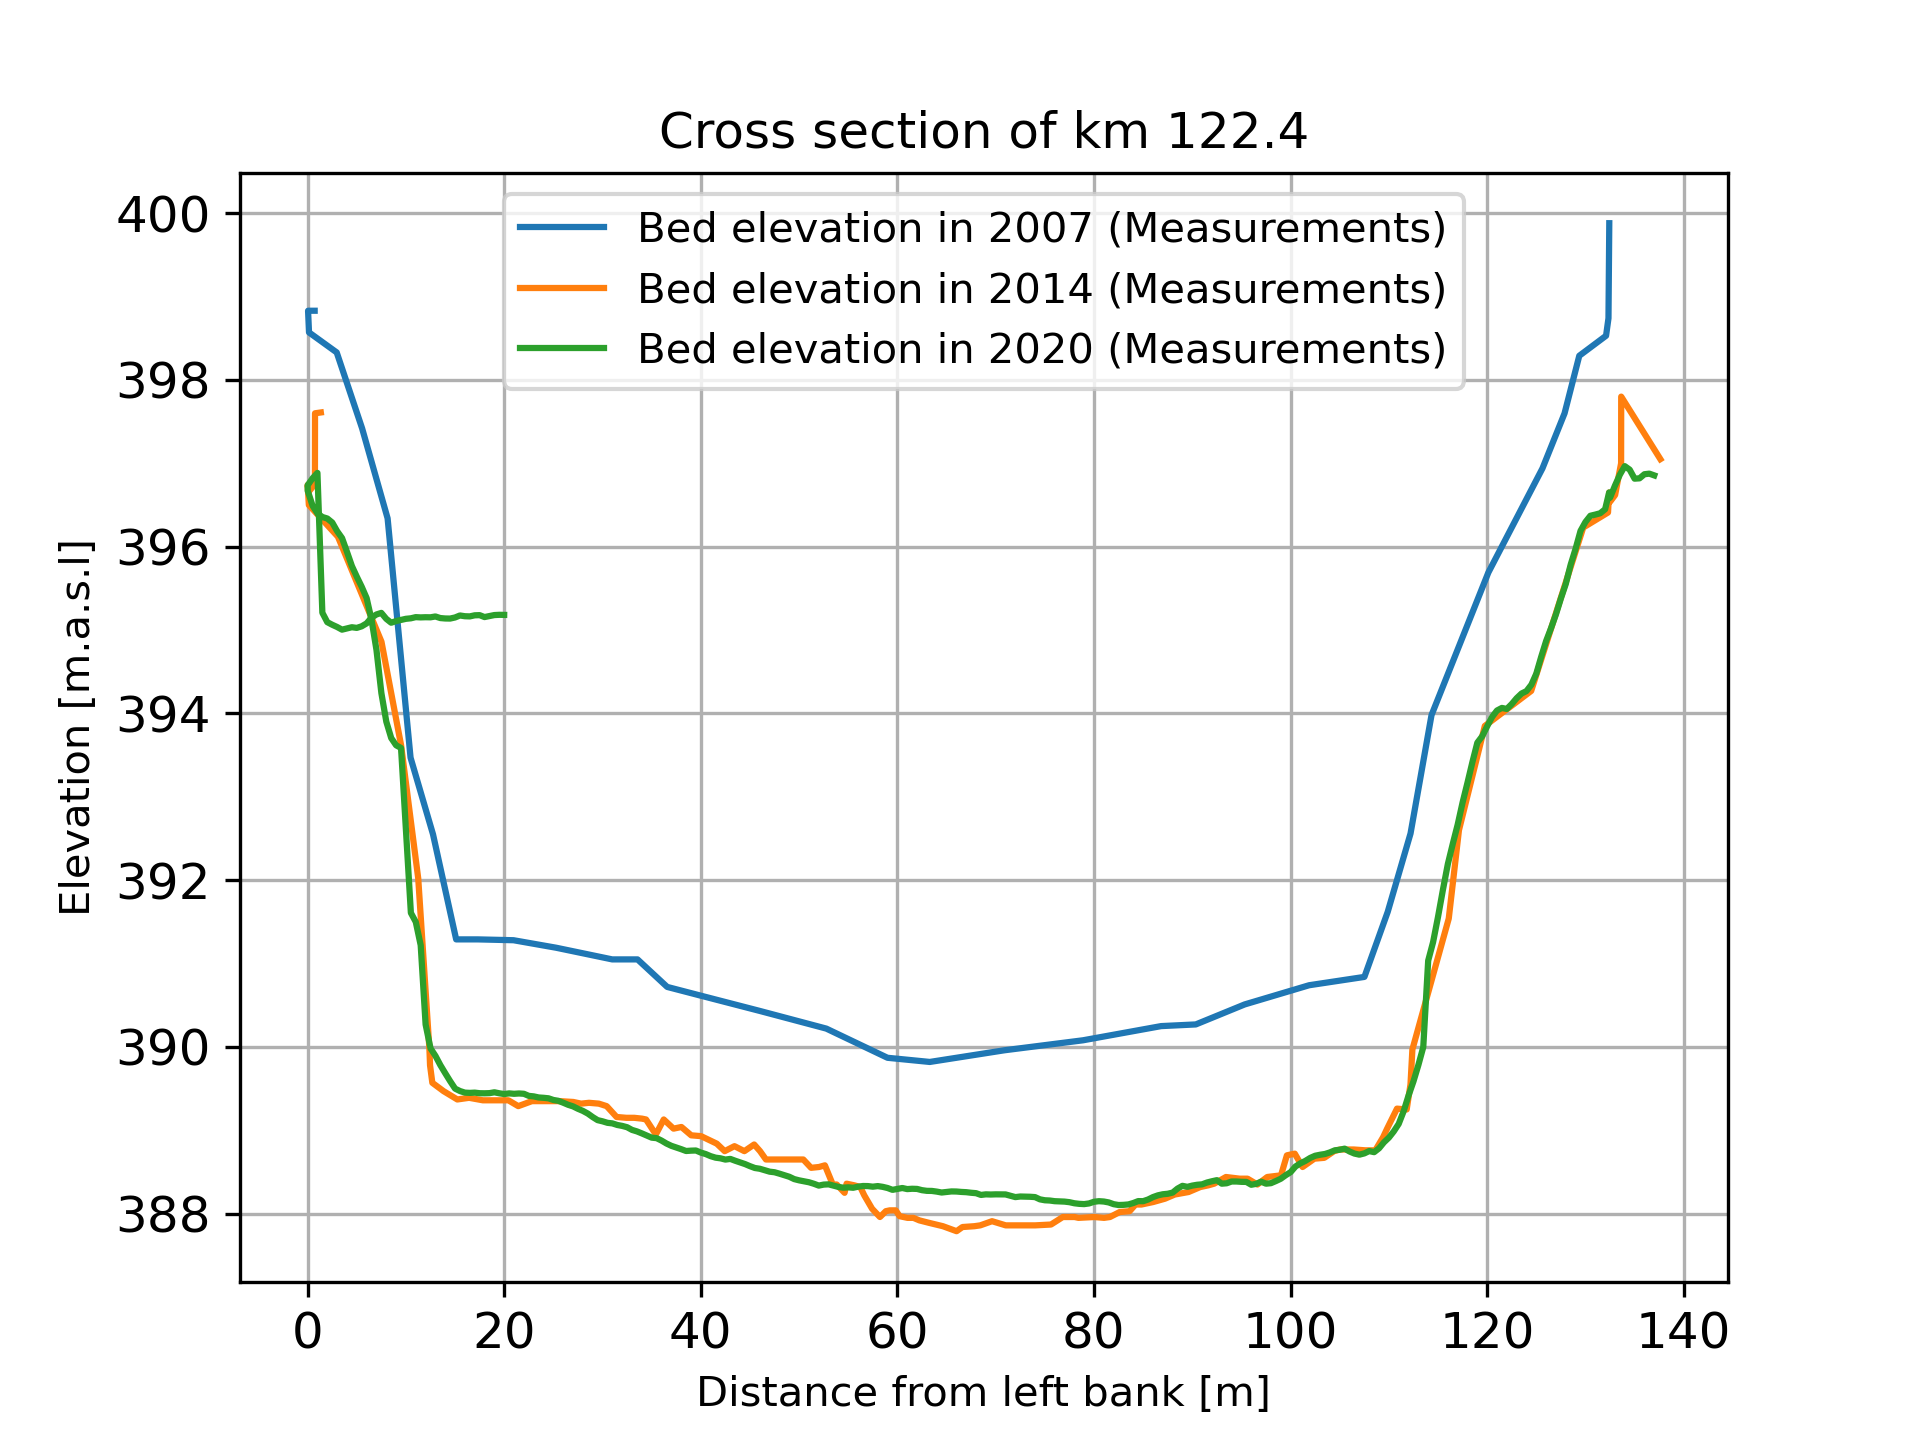 Cross section of km 122.4
Bed elevation in 2007 (Measurements)
Bed elevation in 2014 (Measurements)
Bed elevation in 2020 (Measurements)
400
398
396
394
392
390
388
Elevation [m.a.s.l]
0 20 40 60 80 100 120 140
Distance from left bank [m]